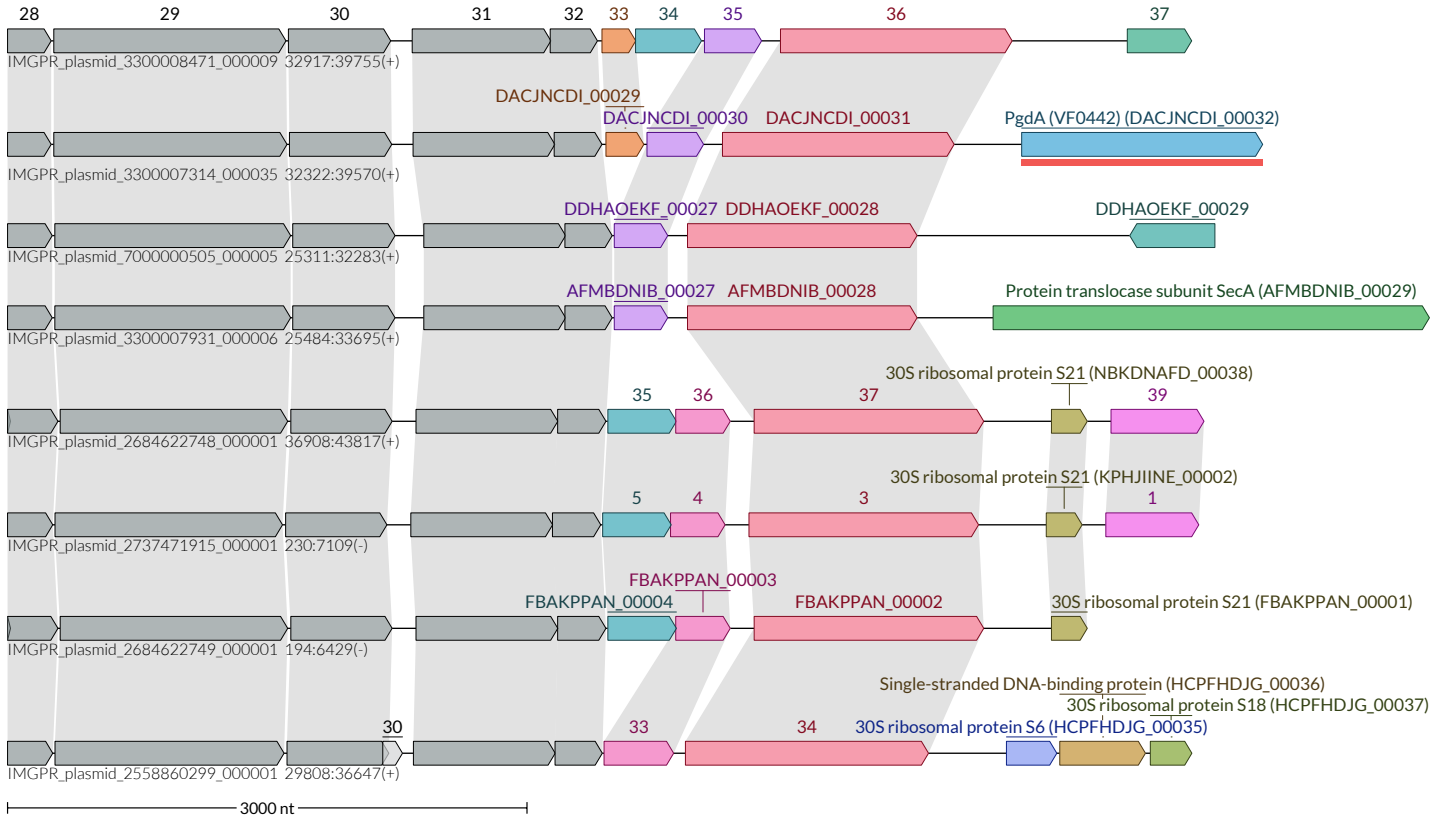 28 29 30 31 32 33 34 35 36 37
IMGPR_plasmid_3300008471_000009 32917:39755(+)
DACJNCDI_00029
DACJNCDI_00030 DACJNCDI_00031 PgdA (VF0442) (DACJNCDI_00032)
IMGPR_plasmid_3300007314_000035 32322:39570(+)
DDHAOEKF_00027 DDHAOEKF_00028 DDHAOEKF_00029
IMGPR_plasmid_7000000505_000005 25311:32283(+)
AFMBDNIB_00027 AFMBDNIB_00028 Protein translocase subunit SecA (AFMBDNIB_00029)
IMGPR_plasmid_3300007931_000006 25484:33695(+)
30S ribosomal protein S21 (NBKDNAFD_00038)
35 36 37 39
IMGPR_plasmid_2684622748_000001 36908:43817(+)
30S ribosomal protein S21 (KPHJIINE_00002)
5 4 3 1
IMGPR_plasmid_2737471915_000001 230:7109(-)
FBAKPPAN_00003
FBAKPPAN_00004 FBAKPPAN_00002 30S ribosomal protein S21 (FBAKPPAN_00001)
IMGPR_plasmid_2684622749_000001 194:6429(-)
Single-stranded DNA-binding protein (HCPFHDJG_00036)
30S ribosomal protein S18 (HCPFHDJG_00037)
30 33 34 30S ribosomal protein S6 (HCPFHDJG_00035)
IMGPR_plasmid_2558860299_000001 29808:36647(+)
3000 nt